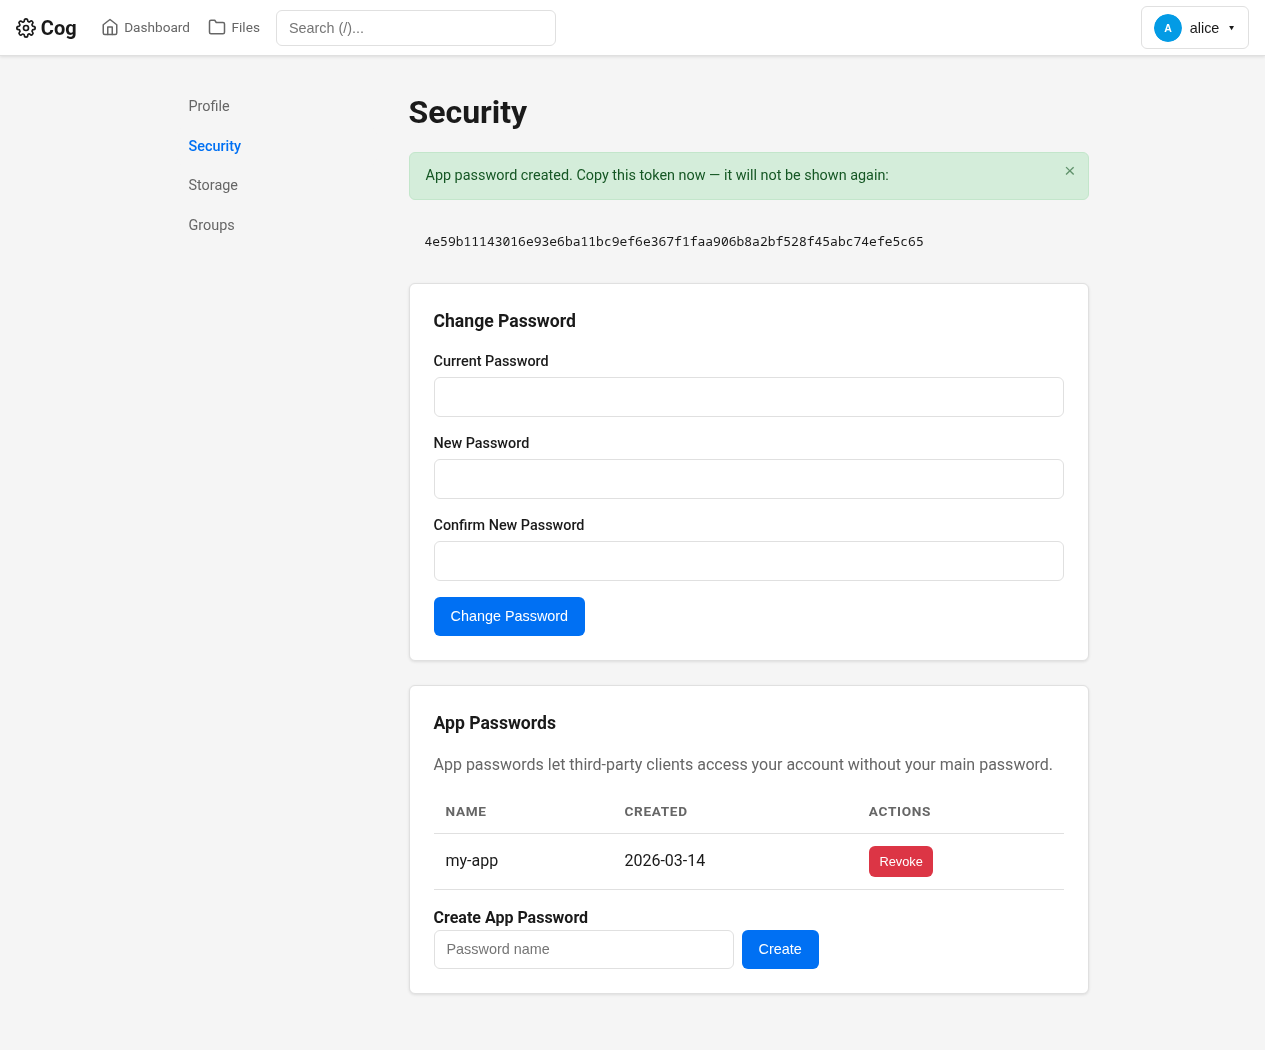 Cog
Dashboard
Files
Search (/)...
A
alice
Profile
Security
Storage
Groups
Security
App password created. Copy this token now — it will not be shown again:
×
4e59b11143016e93e6ba11bc9ef6e367f1faa906b8a2bf528f45abc74efe5c65
Change Password
Current Password
New Password
Confirm New Password
Change Password
App Passwords
App passwords let third-party clients access your account without your main password.
NAME CREATED ACTIONS
my-app 2026-03-14 Revoke
Create App Password
Password name
Create